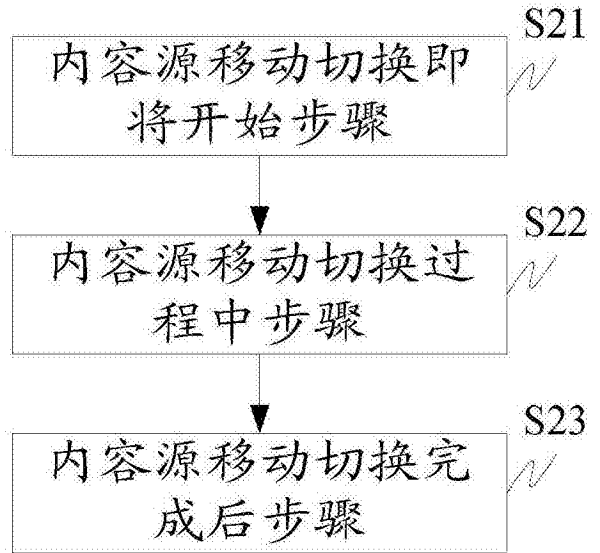 S21
内容源移动切换即
将开始步骤
S22
内容源移动切换过
程中步骤
S23
内容源移动切换完
成后步骤